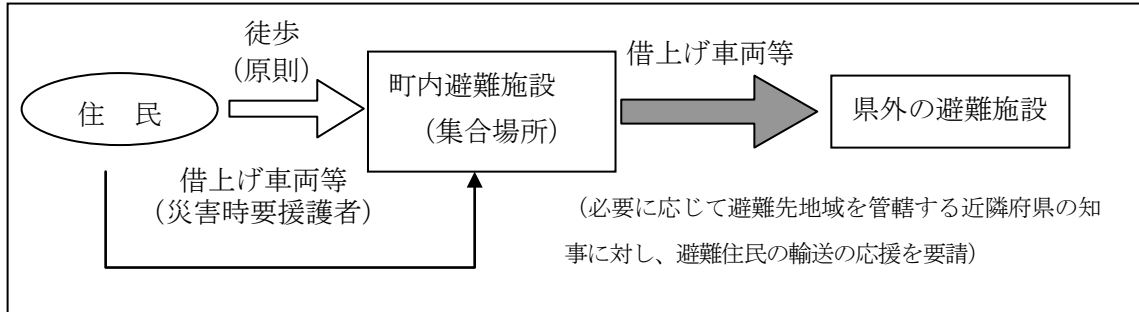 徒歩
（原則）
住　民
町内避難施設
（集合場所）
借上げ車両等
県外の避難施設
借上げ車両等
（災害時要援護者）
（必要に応じて避難先地域を管轄する近隣府県の知
事に対し、避難住民の輸送の応援を要請）